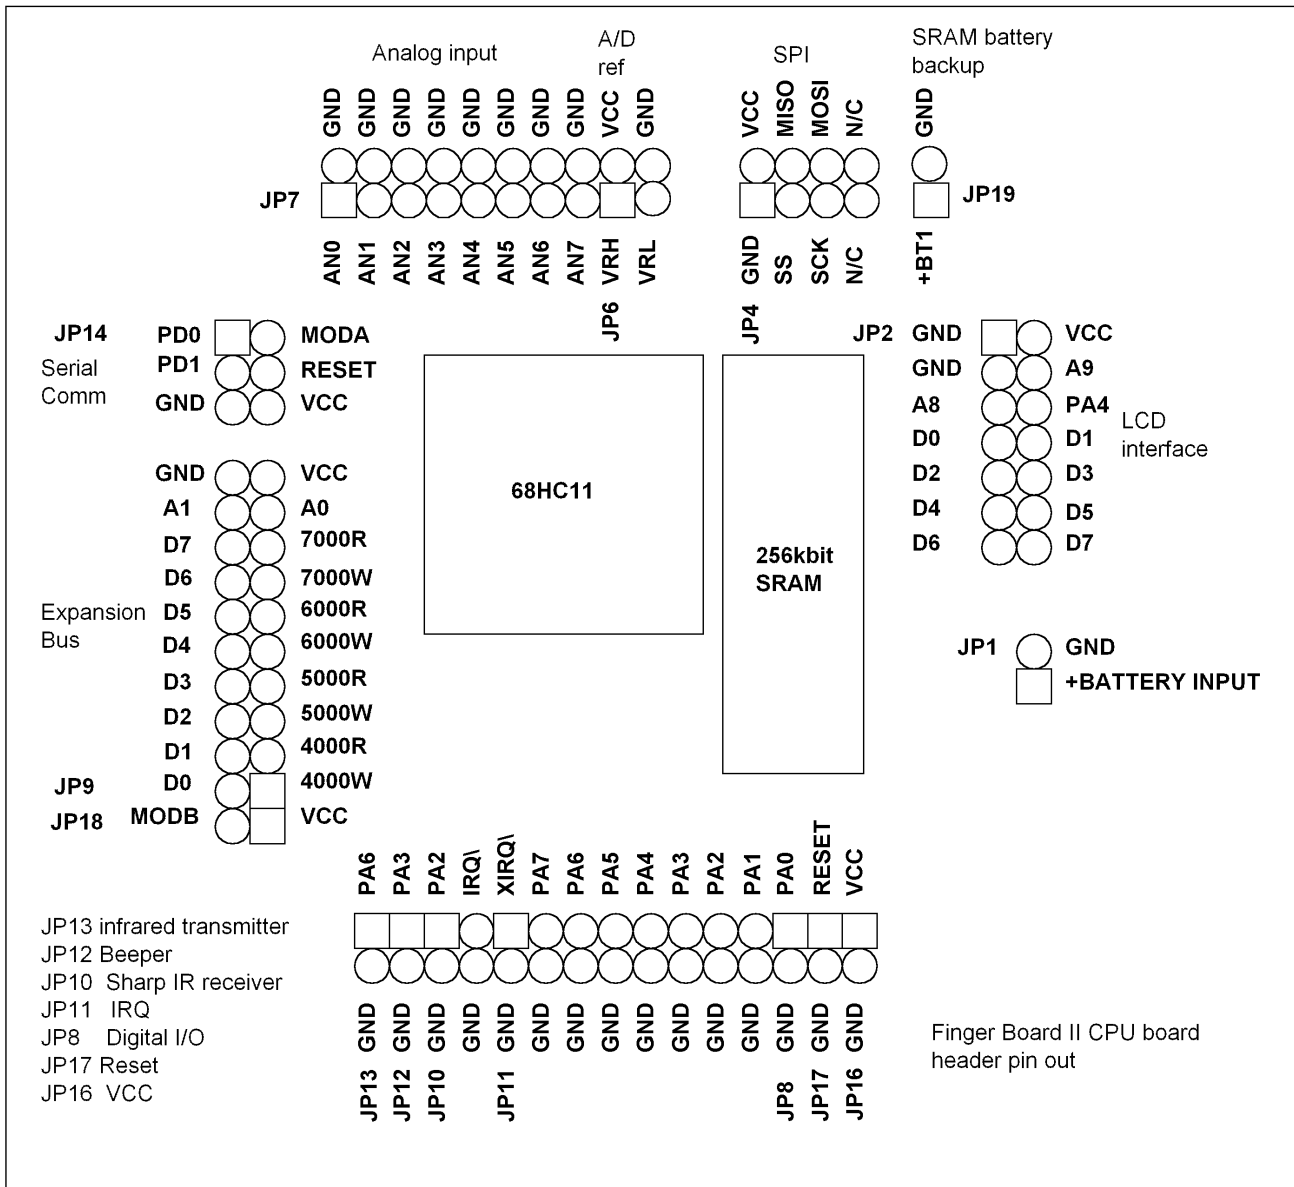 Analog input
A/D
ref
SPI
SRAM battery
backup
GND GND GND GND GND GND GND GND VCC GND
VCC MISO MOSI N/C
GND
JP7
JP19
AN0 AN1 AN2 AN3 AN4 AN5 AN6 AN7 VRH VRL
GND SS SCK N/C
+BT1
JP6
JP4
JP14
Serial
Comm
PD0 MODA
PD1 RESET
GND VCC
JP2
GND VCC
GND A9
A8 PA4
D0 D1
D2 D3
D4 D5
D6 D7
LCD
interface
68HC11
256kbit
SRAM
Expansion
Bus
GND VCC
A1 A0
D7 7000R
D6 7000W
D5 6000R
D4 6000W
D3 5000R
D2 5000W
D1 4000R
JP9 D0 4000W
JP18 MODB VCC
JP1 GND
+BATTERY INPUT
PA6 PA3 PA2 IRQ\ XIRQ\ PA7 PA6 PA5 PA4 PA3 PA2 PA1 PA0 RESET VCC
GND GND GND GND GND GND GND GND GND GND GND GND GND GND GND
JP13 JP12 JP10 JP11 JP8 JP17 JP16
JP13 infrared transmitter
JP12 Beeper
JP10 Sharp IR receiver
JP11 IRQ
JP8 Digital I/O
JP17 Reset
JP16 VCC
Finger Board II CPU board
header pin out